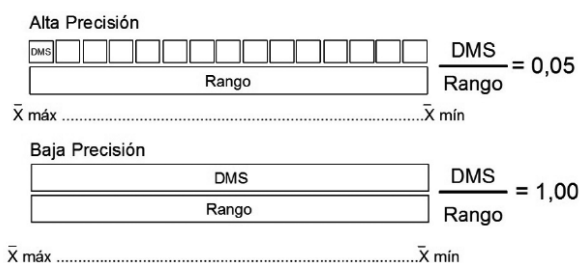 Alta Precisión
DMS
Rango
DMS
Rango
= 0,05
X̄ máx ........................................................................ X̄ mín
Baja Precisión
DMS
Rango
DMS
Rango
= 1,00
X̄ máx ........................................................................ X̄ mín